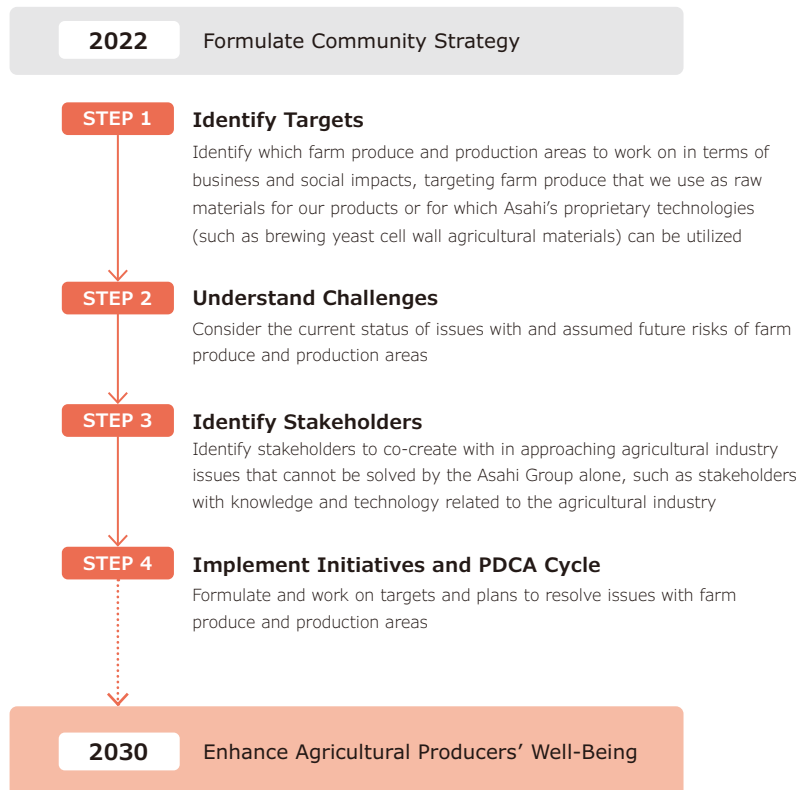 2022 Formulate Community Strategy
STEP 1 Identify Targets
Identify which farm produce and production areas to work on in terms of
business and social impacts, targeting farm produce that we use as raw
materials for our products or for which Asahi's proprietary technologies
(such as brewing yeast cell wall agricultural materials) can be utilized
STEP 2 Understand Challenges
Consider the current status of issues with and assumed future risks of farm
produce and production areas
STEP 3 Identify Stakeholders
Identify stakeholders to co-create with in approaching agricultural industry
issues that cannot be solved by the Asahi Group alone, such as stakeholders
with knowledge and technology related to the agricultural industry
STEP 4 Implement Initiatives and PDCA Cycle
Formulate and work on targets and plans to resolve issues with farm
produce and production areas
2030 Enhance Agricultural Producers' Well-Being